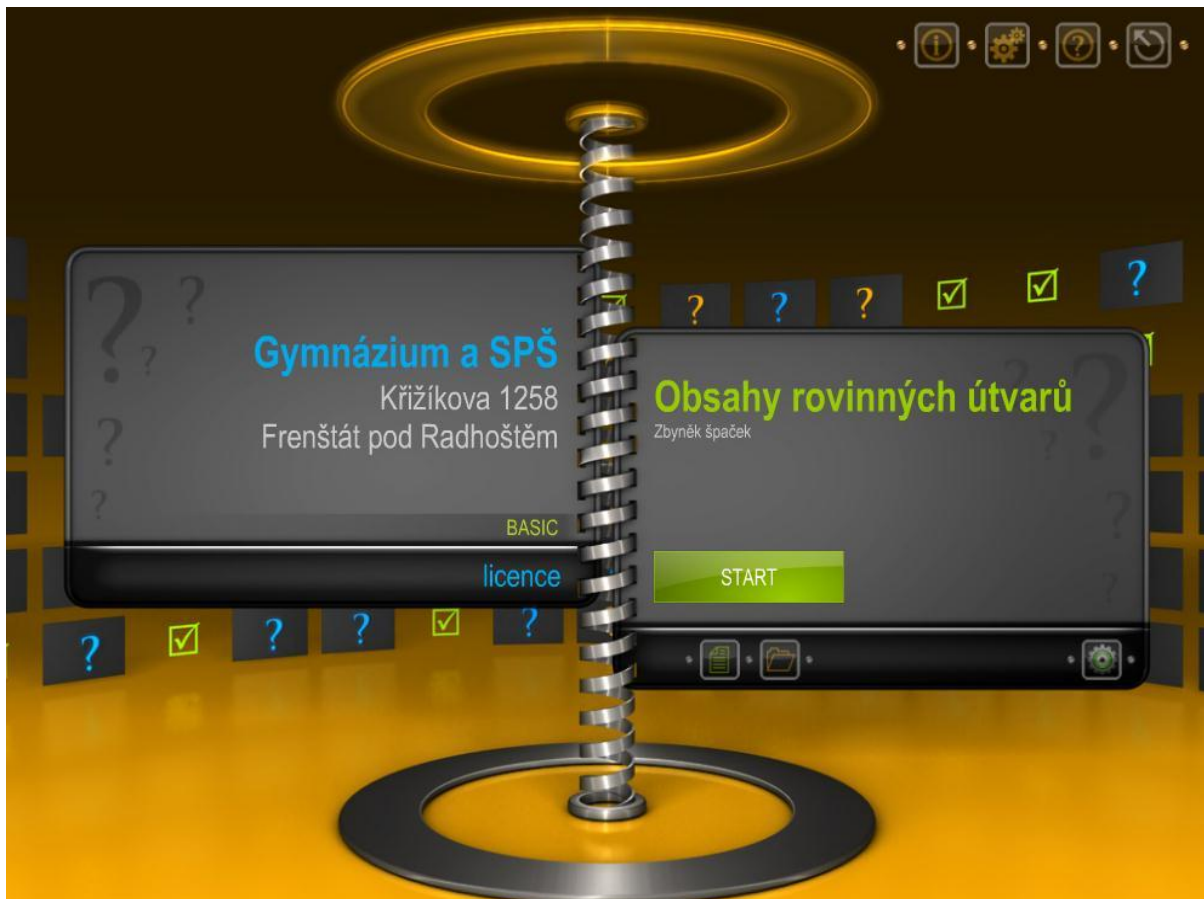 Gymnázium a SPŠ
Křižíkova 1258
Frenštát pod Radhoštěm
BASIC
licence
Obsahy rovinných útvarů
Zbyněk špaček
START